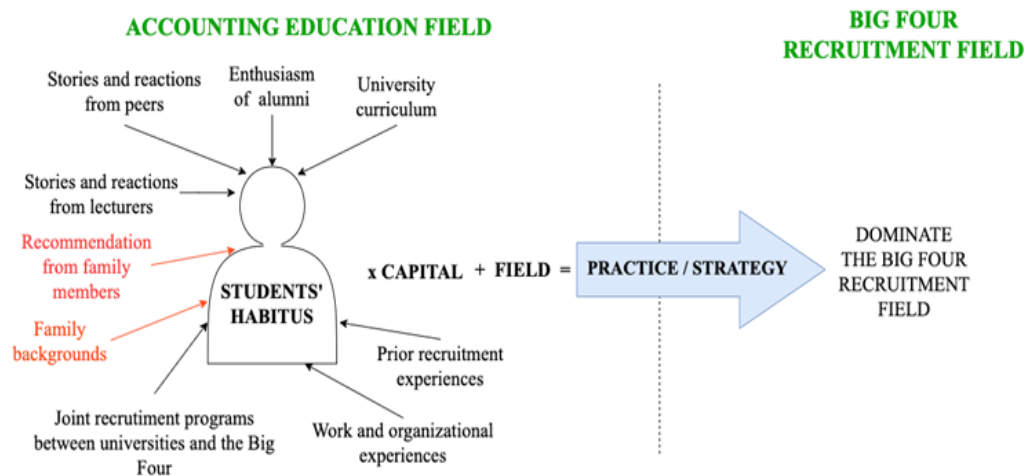 ACCOUNTING EDUCATION FIELD
BIG FOUR
RECRUITMENT FIELD
Stories and reactions
from peers
Enthusiasm
of alumni
University
curriculum
Stories and reactions
from lecturers
Recommendation
from family
members
Family
backgrounds
STUDENTS'
HABITUS
x CAPITAL + FIELD =
PRACTICE / STRATEGY
DOMINATE
THE BIG FOUR
RECRUITMENT
FIELD
Prior recruitment
experiences
Joint recrutiment programs
between universities and the Big
Four
Work and organizational
experiences